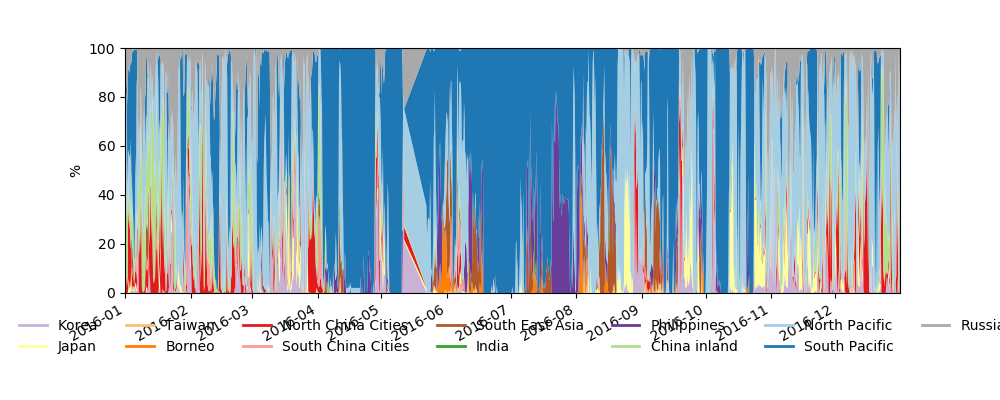 100
80
60
40
20
0
%
2016-01 2016-02 2016-03 2016-04 2016-05 2016-06 2016-07 2016-08 2016-09 2016-10 2016-11 2016-12
Korea Taiwan North China Cities South East Asia Philippines North Pacific Russia
Japan Borneo South China Cities India China inland South Pacific